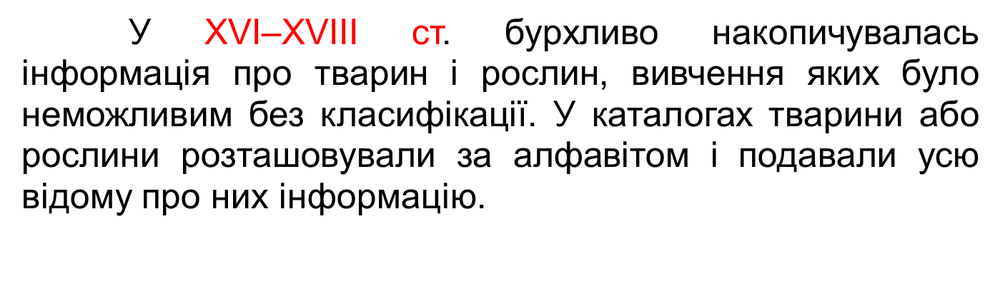 У XVI–XVIII ст. бурхливо накопичувалась
інформація про тварин і рослин, вивчення яких було
неможливим без класифікації. У каталогах тварини або
рослини розташовували за алфавітом і подавали усю
відому про них інформацію.